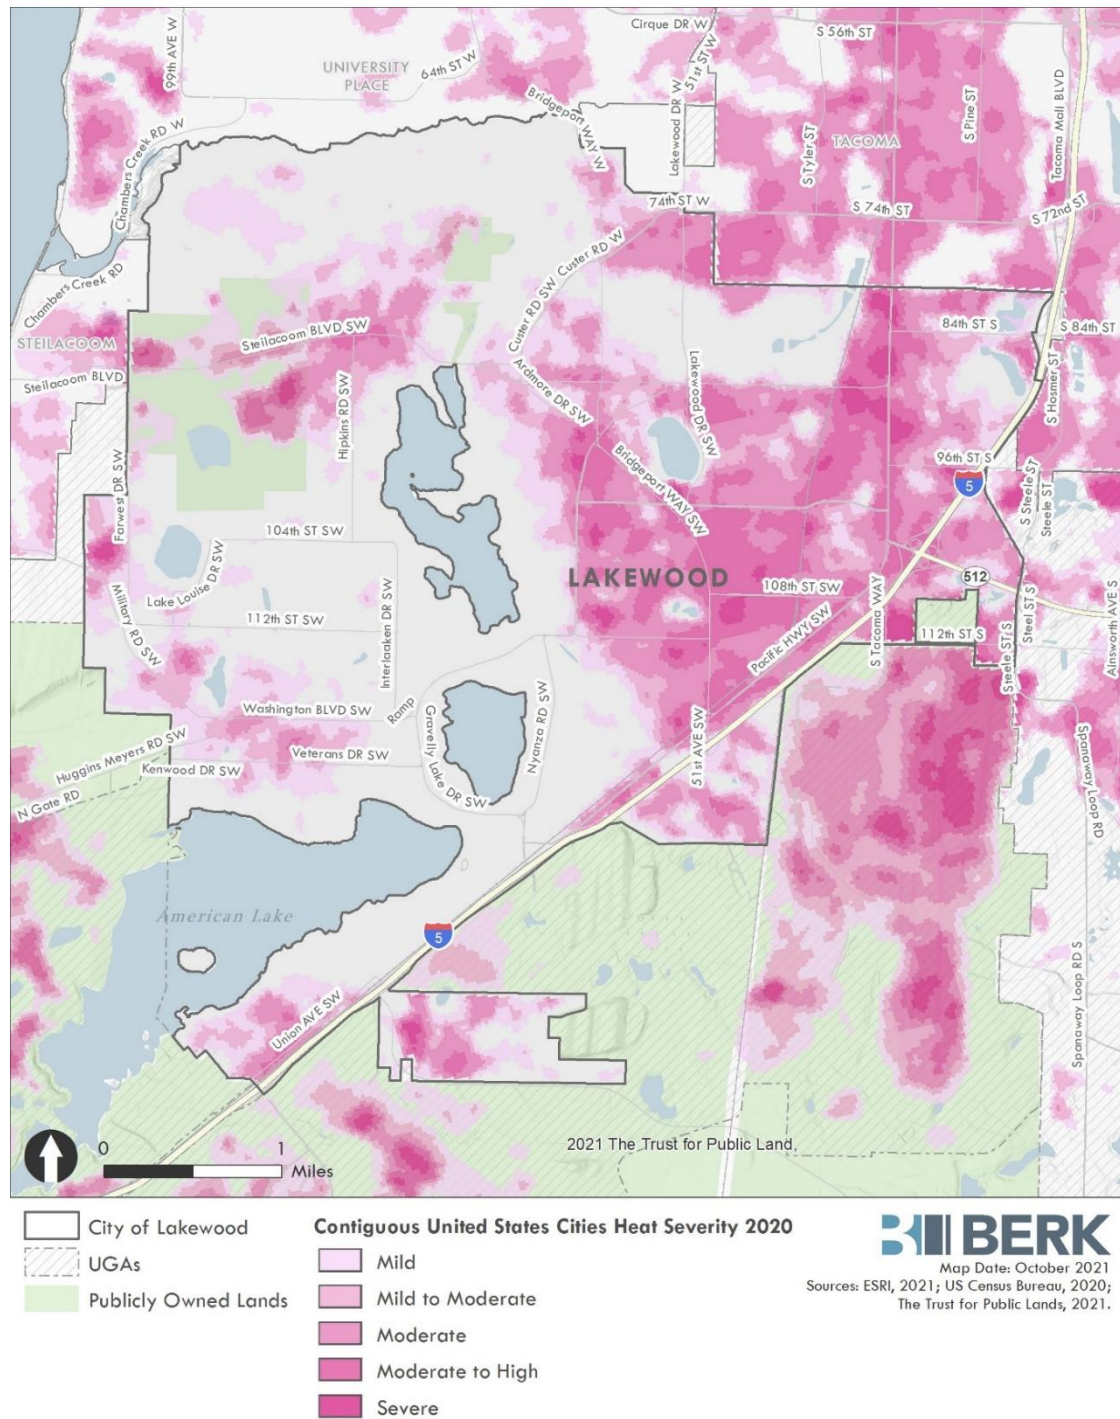 Cirque DR W
S 56th ST
99th AVE W
UNIVERSITY
PLACE
64th ST W
51st ST W
Bridgeport WAY W
Lakewood DR W
S Pine ST
Tacoma Mall BLVD
TACOMA
S Tyler ST
Chambers Creek RD W
74th ST W
S 74th ST
S 72nd ST
Chambers Creek RD
Custer RD W
Custer RD SW
STEILACOOM
Steilacoom BLVD SW
84th ST S
S 84th ST
Steilacoom BLVD
Ardmore DR SW
Lakewood DR SW
S Hosmer ST
Hipkins RD SW
Bridgeport WAY SW
96th ST S
5
Farwest DR SW
S Steele ST
Steele ST
104th ST SW
LAKEWOOD
108th ST SW
512
Lake Louise DR SW
Military RD SW
112th ST SW
Interlaaken DR SW
Pacific HWY SW
S Tacoma WAY
112th ST S
Steel ST S
Steele ST S
Ainsworth AVE S
Washington BLVD SW
Ramp
Gravelly Lake DR SW
Nyanza RD SW
51st AVE SW
Huggins Meyers RD SW
Veterans DR SW
Kenwood DR SW
N Gate RD
Spanaway Loop RD
American Lake
5
Union AVE SW
Spanaway Loop RD S
0 1
Miles
2021 The Trust for Public Land,
City of Lakewood
UGAs
Publicly Owned Lands
Contiguous United States Cities Heat Severity 2020
Mild
Mild to Moderate
Moderate
Moderate to High
Severe
BERK
Map Date: October 2021
Sources: ESRI, 2021; US Census Bureau, 2020;
The Trust for Public Lands, 2021.